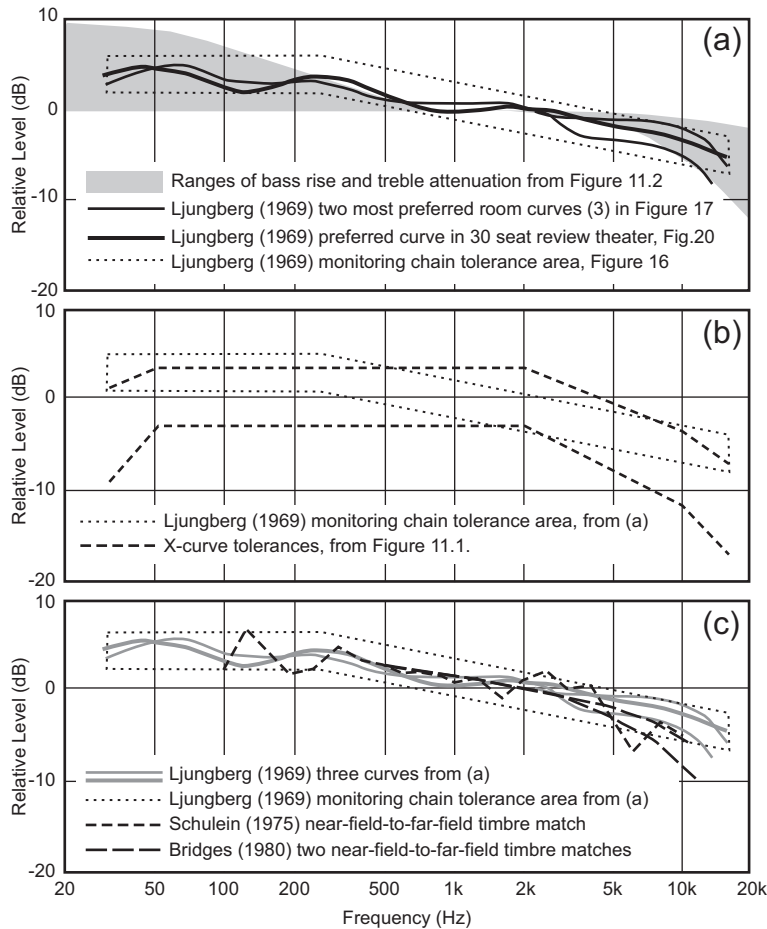 10
(a)
Relative Level (dB)
0
-10
-20
Ranges of bass rise and treble attenuation from Figure 11.2
Ljungberg (1969) two most preferred room curves (3) in Figure 17
Ljungberg (1969) preferred curve in 30 seat review theater, Fig.20
Ljungberg (1969) monitoring chain tolerance area, Figure 16
10
(b)
Relative Level (dB)
0
-10
-20
Ljungberg (1969) monitoring chain tolerance area, from (a)
X-curve tolerances, from Figure 11.1.
10
(c)
Relative Level (dB)
0
-10
-20
Ljungberg (1969) three curves from (a)
Ljungberg (1969) monitoring chain tolerance area from (a)
Schulein (1975) near-field-to-far-field timbre match
Bridges (1980) two near-field-to-far-field timbre matches
20 50 100 200 500 1k 2k 5k 10k 20k
Frequency (Hz)